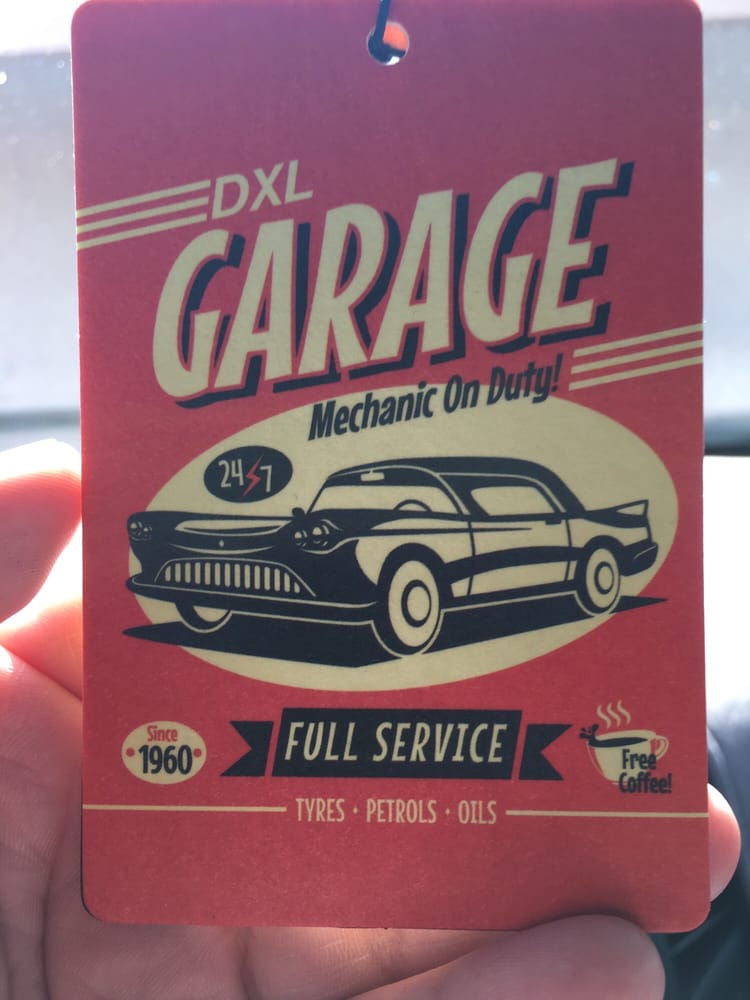 DXL
GARAGE
Mechanic On Duty!
24 7
Since
1960
FULL SERVICE
Free
Coffee!
TYRES • PETROLS • OILS